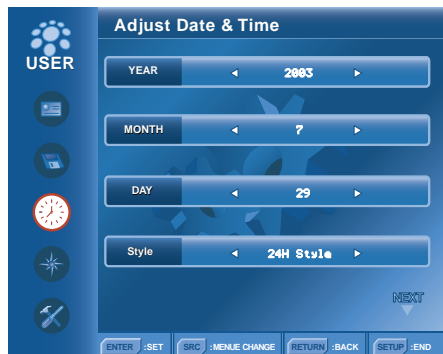 Adjust Date & Time
USER
YEAR 2003
MONTH 7
DAY 29
Style 24H Style
NEXT
ENTER :SET SRC :MENUE CHANGE RETURN :BACK SETUP :END